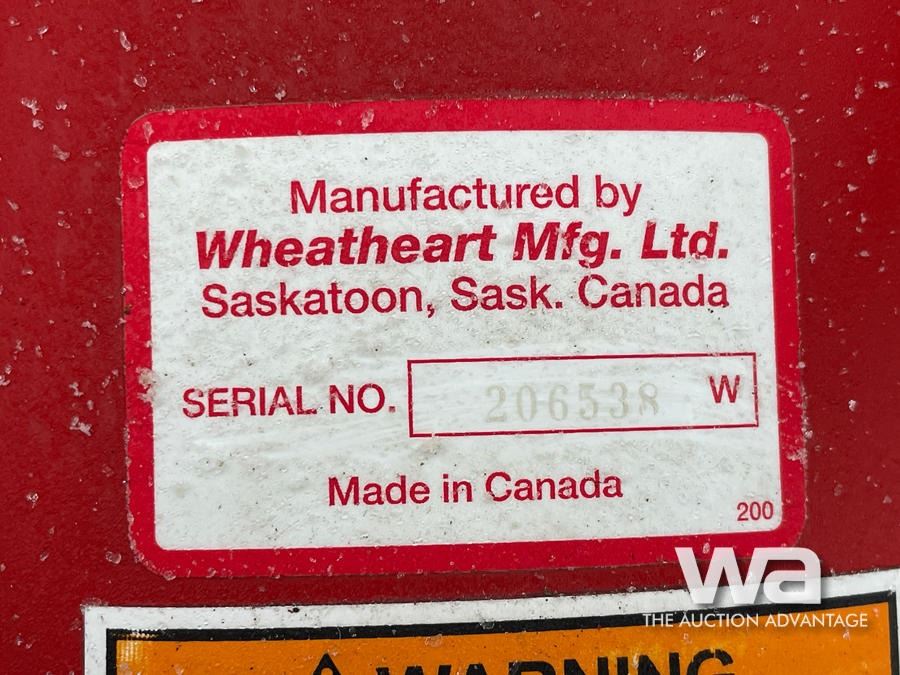 Manufactured by
Wheatheart Mfg. Ltd.
Saskatoon, Sask. Canada
SERIAL NO. 206538 W
Made in Canada
200
wa
THE AUCTION ADVANTAGE
WARNING